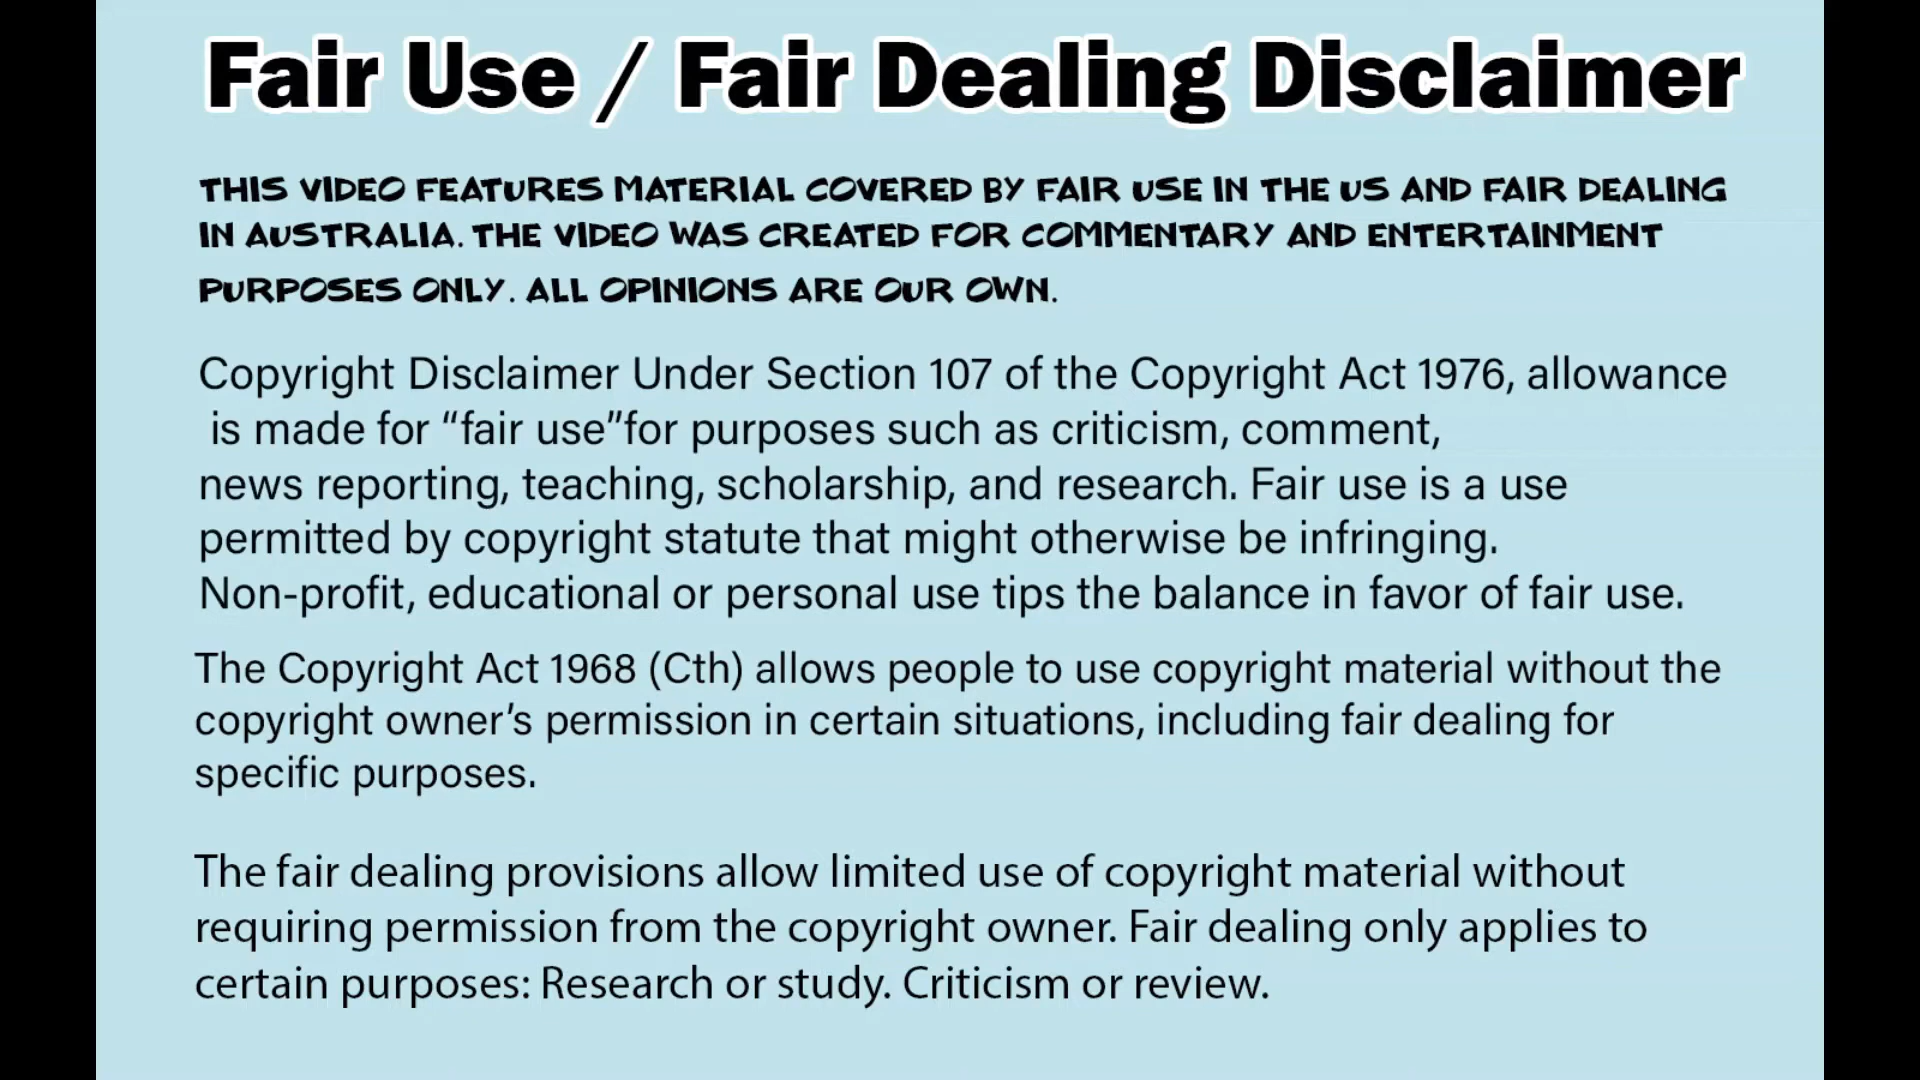 Fair Use / Fair Dealing Disclaimer
THIS VIDEO FEATURES MATERIAL COVERED BY FAIR USE IN THE US AND FAIR DEALING
IN AUSTRALIA. THE VIDEO WAS CREATED FOR COMMENTARY AND ENTERTAINMENT
PURPOSES ONLY. ALL OPINIONS ARE OUR OWN.
Copyright Disclaimer Under Section 107 of the Copyright Act 1976, allowance
is made for “fair use”for purposes such as criticism, comment,
news reporting, teaching, scholarship, and research. Fair use is a use
permitted by copyright statute that might otherwise be infringing.
Non-profit, educational or personal use tips the balance in favor of fair use.
The Copyright Act 1968 (Cth) allows people to use copyright material without the
copyright owner’s permission in certain situations, including fair dealing for
specific purposes.
The fair dealing provisions allow limited use of copyright material without
requiring permission from the copyright owner. Fair dealing only applies to
certain purposes: Research or study. Criticism or review.